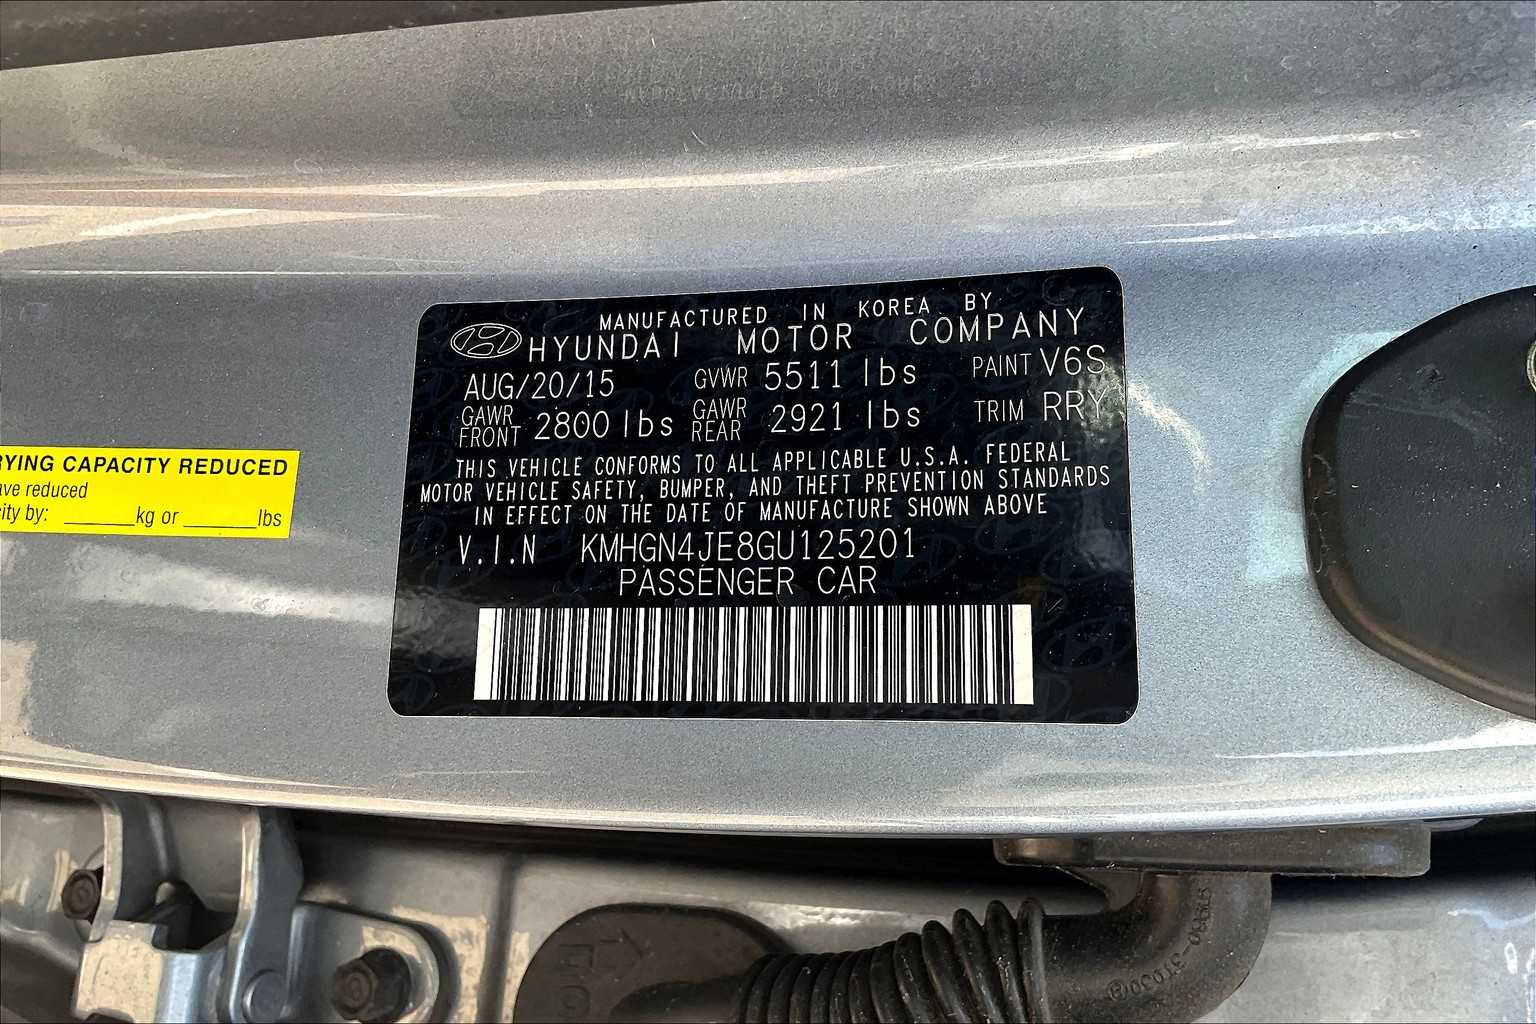 MANUFACTURED IN KOREA BY
HYUNDAI MOTOR COMPANY
AUG/20/15 GVWR 5511 lbs PAINT V6S
GAWR FRONT 2800 lbs GAWR REAR 2921 lbs TRIM RRY
THIS VEHICLE CONFORMS TO ALL APPLICABLE U.S.A. FEDERAL
MOTOR VEHICLE SAFETY, BUMPER, AND THEFT PREVENTION STANDARDS
IN EFFECT ON THE DATE OF MANUFACTURE SHOWN ABOVE
V.I.N KMHGN4JE8GU125201
PASSENGER CAR
RYING CAPACITY REDUCED
ave reduced
ity by: ______kg or ______lbs